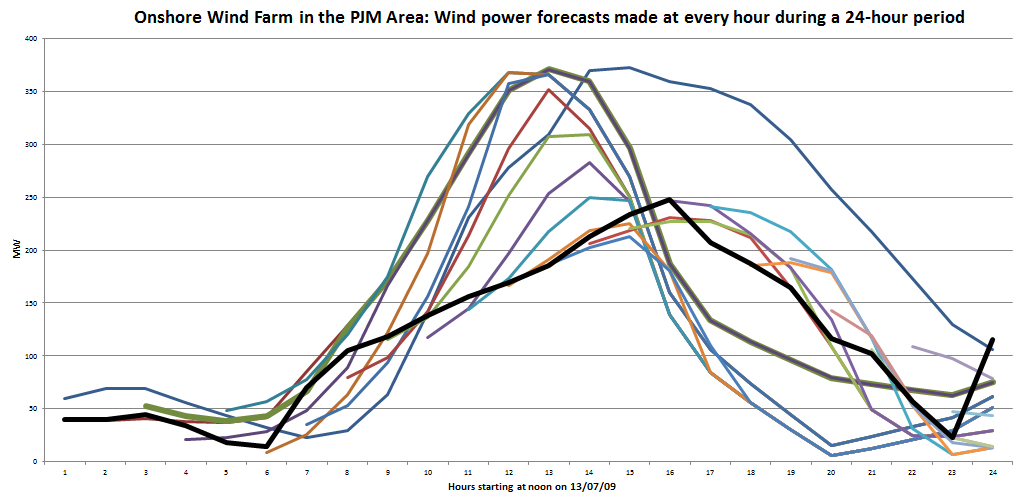 Onshore Wind Farm in the PJM Area: Wind power forecasts made at every hour during a 24-hour period
400
350
300
250
200
150
100
50
0
MW
1 2 3 4 5 6 7 8 9 10 11 12 13 14 15 16 17 18 19 20 21 22 23 24
Hours starting at noon on 13/07/09